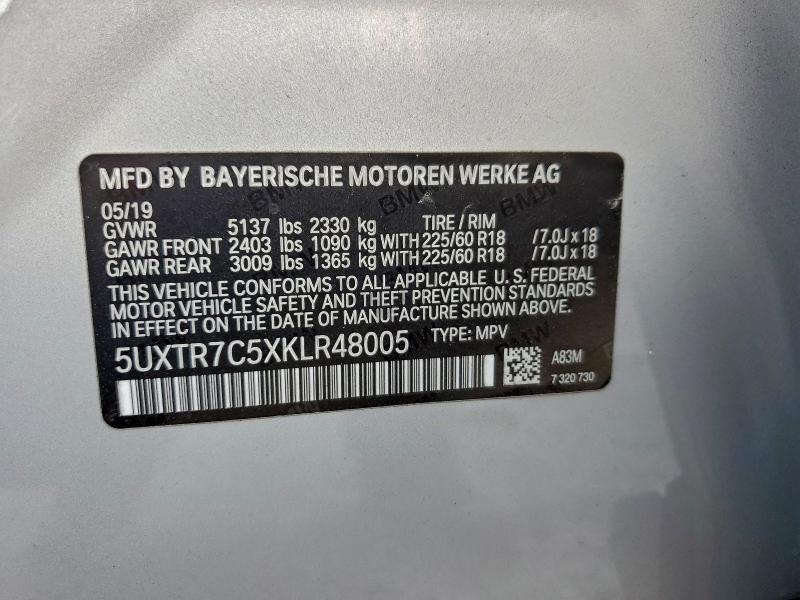 MFD BY BAYERISCHE MOTOREN WERKE AG
05/19
GVWR 5137 lbs 2330 kg TIRE / RIM
GAWR FRONT 2403 lbs 1090 kg WITH 225/60 R18 / 7.0J x 18
GAWR REAR 3009 lbs 1365 kg WITH 225/60 R18 / 7.0J x 18
THIS VEHICLE CONFORMS TO ALL APPLICABLE U. S. FEDERAL
MOTOR VEHICLE SAFETY AND THEFT PREVENTION STANDARDS
IN EFFECT ON THE DATE OF MANUFACTURE SHOWN ABOVE.
5UXTR7C5XKLR48005 TYPE: MPV
A83M
7 320 730
BMW
BMW
BMW